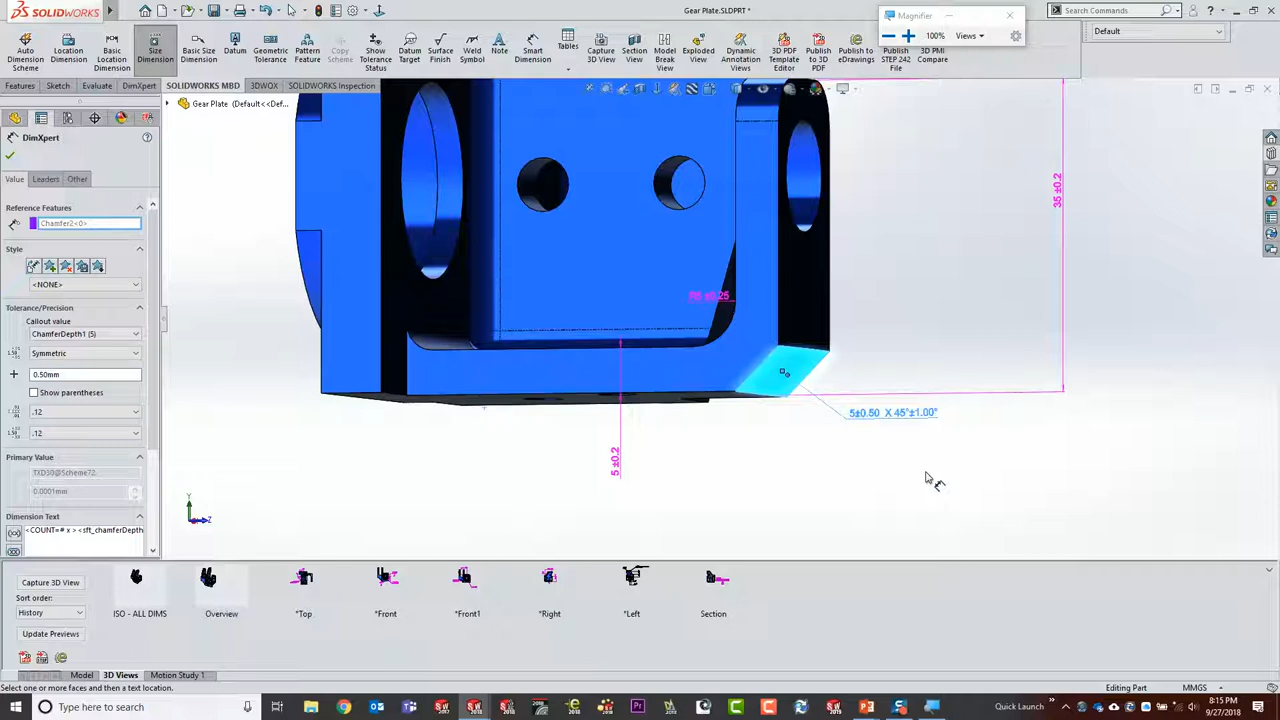 SOLIDWORKS
Gear Plate.SLDPRT *
Search Commands
Magnifier
100%
Views
Auto Dimension Scheme
Location Dimension
Basic Location Dimension
Size Dimension
Basic Size Dimension
Datum
Geometric Tolerance
Pattern Feature
Copy Scheme
Show Tolerance Status
Datum Target
Surface Finish
Weld Symbol
Note
Smart Dimension
Tables
Capture 3D View
Section View
Model Break View
Exploded View
Dynamic Annotation Views
3D PMI Template Editor
Publish to 3D PDF
Publish to eDrawings
Publish STEP 242 File
3D PMI Compare
Default
Features
Sketch
Evaluate
DimXpert
SOLIDWORKS MBD
3DWOX
SOLIDWORKS Inspection
Gear Plate (Default<<Def...
DimXpert
Value
Leaders
Other
Reference Features
Chamfer2<0>
Style
<NONE>
Tolerance/Precision
Callout value
ChamferDepth1 (5)
Symmetric
0.50mm
Show parentheses
.12
.12
Primary Value
TXD30@Scheme72
0.0001mm
Dimension Text
<COUNT=# x ><sft_chamferDepth
35 ±0.2
R5 ±0.25
5±0.50 X 45°±1.00°
5 ±0.2
Y
Z
Capture 3D View
Sort order:
History
Update Previews
ISO - ALL DIMS
Overview
*Top
*Front
*Front1
*Right
*Left
Section
Model
3D Views
Motion Study 1
Select one or more faces and then a text location.
Editing Part
MMGS
Type here to search
Quick Launch
8:15 PM
9/27/2018